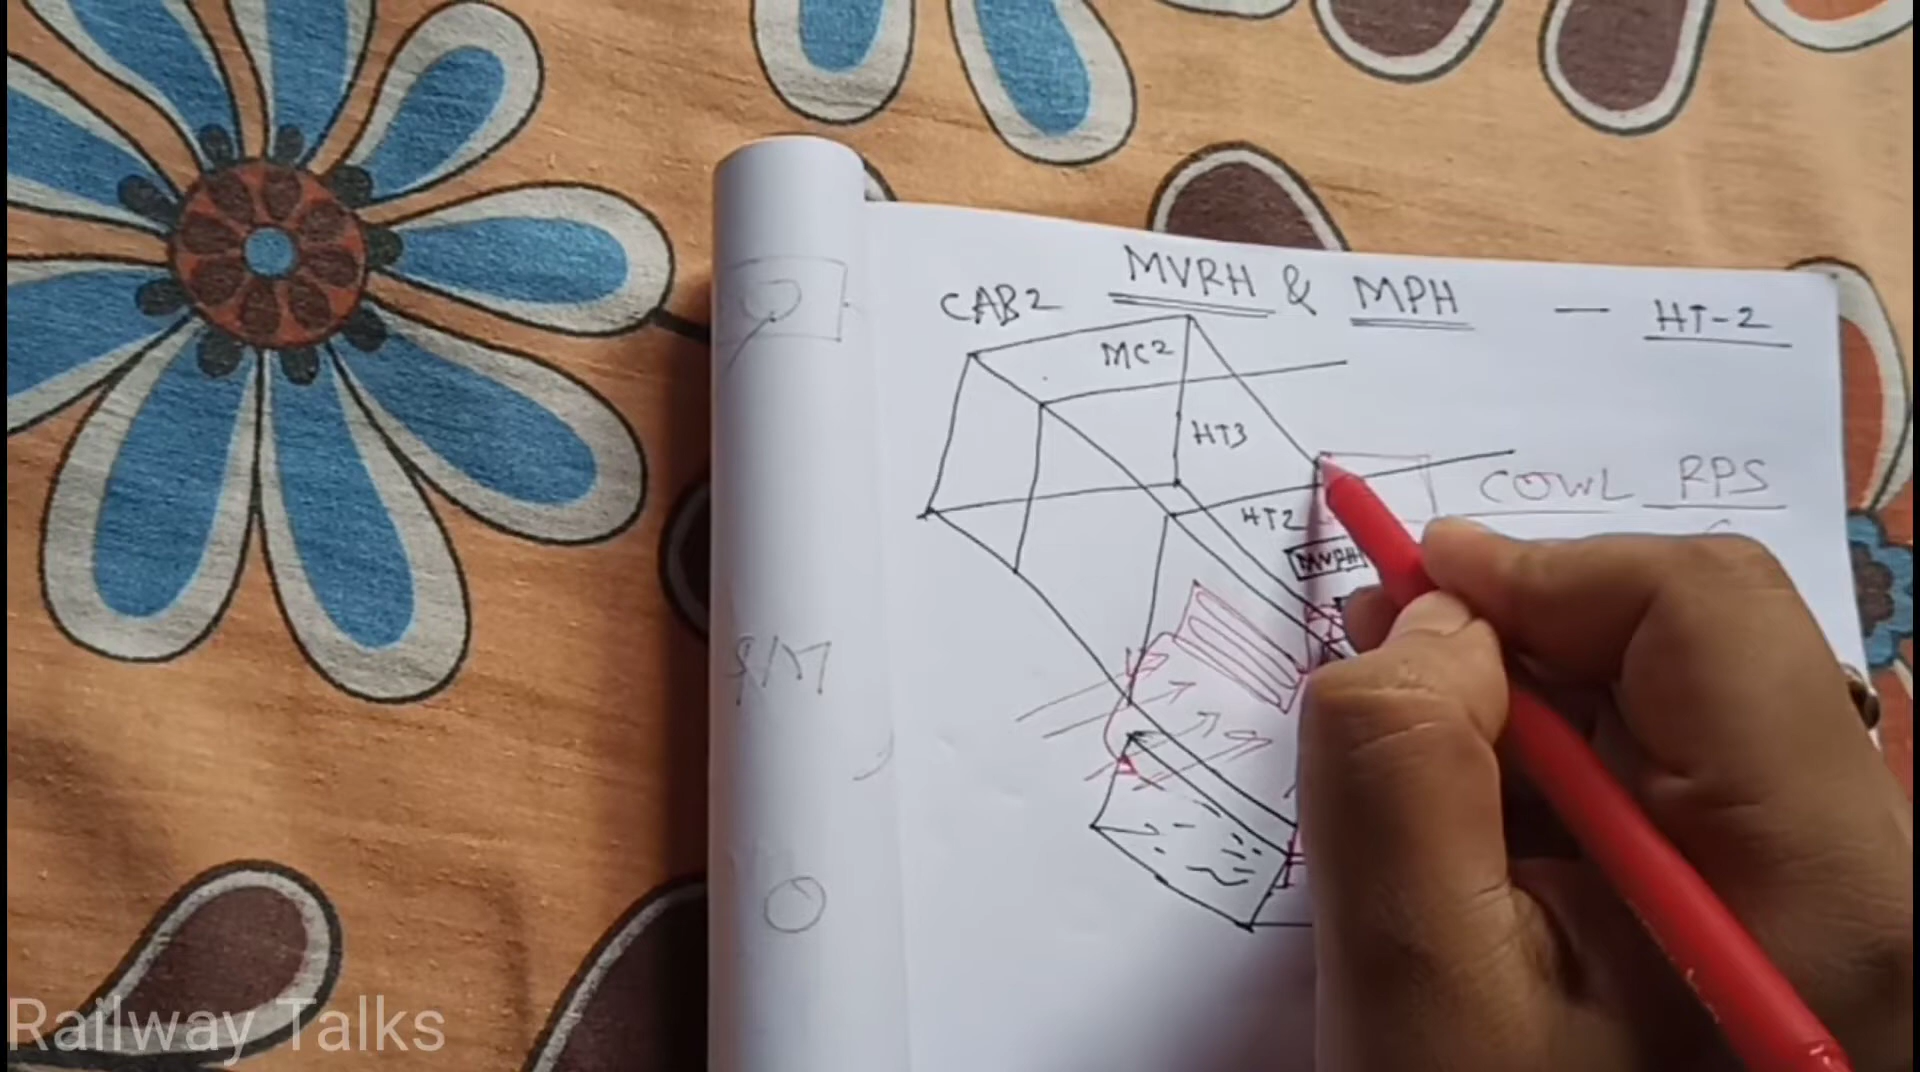 MVRH & MPH — HT-2
CAB2
MC2
HT3
COWL RPS
HT2
MVRH
Railway Talks